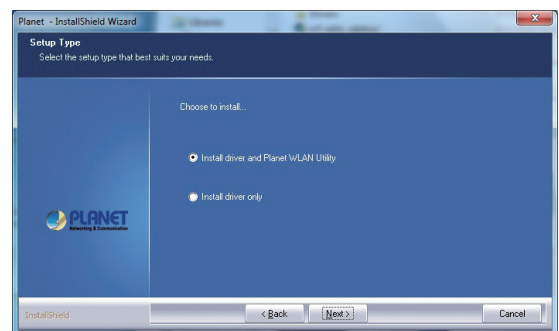 Planet - InstallShield Wizard
Setup Type
Select the setup type that best suits your needs.
Choose to install...
Install driver and Planet WLAN Utility
Install driver only
PLANET
Networking & Communication
InstallShield
< Back
Next >
Cancel